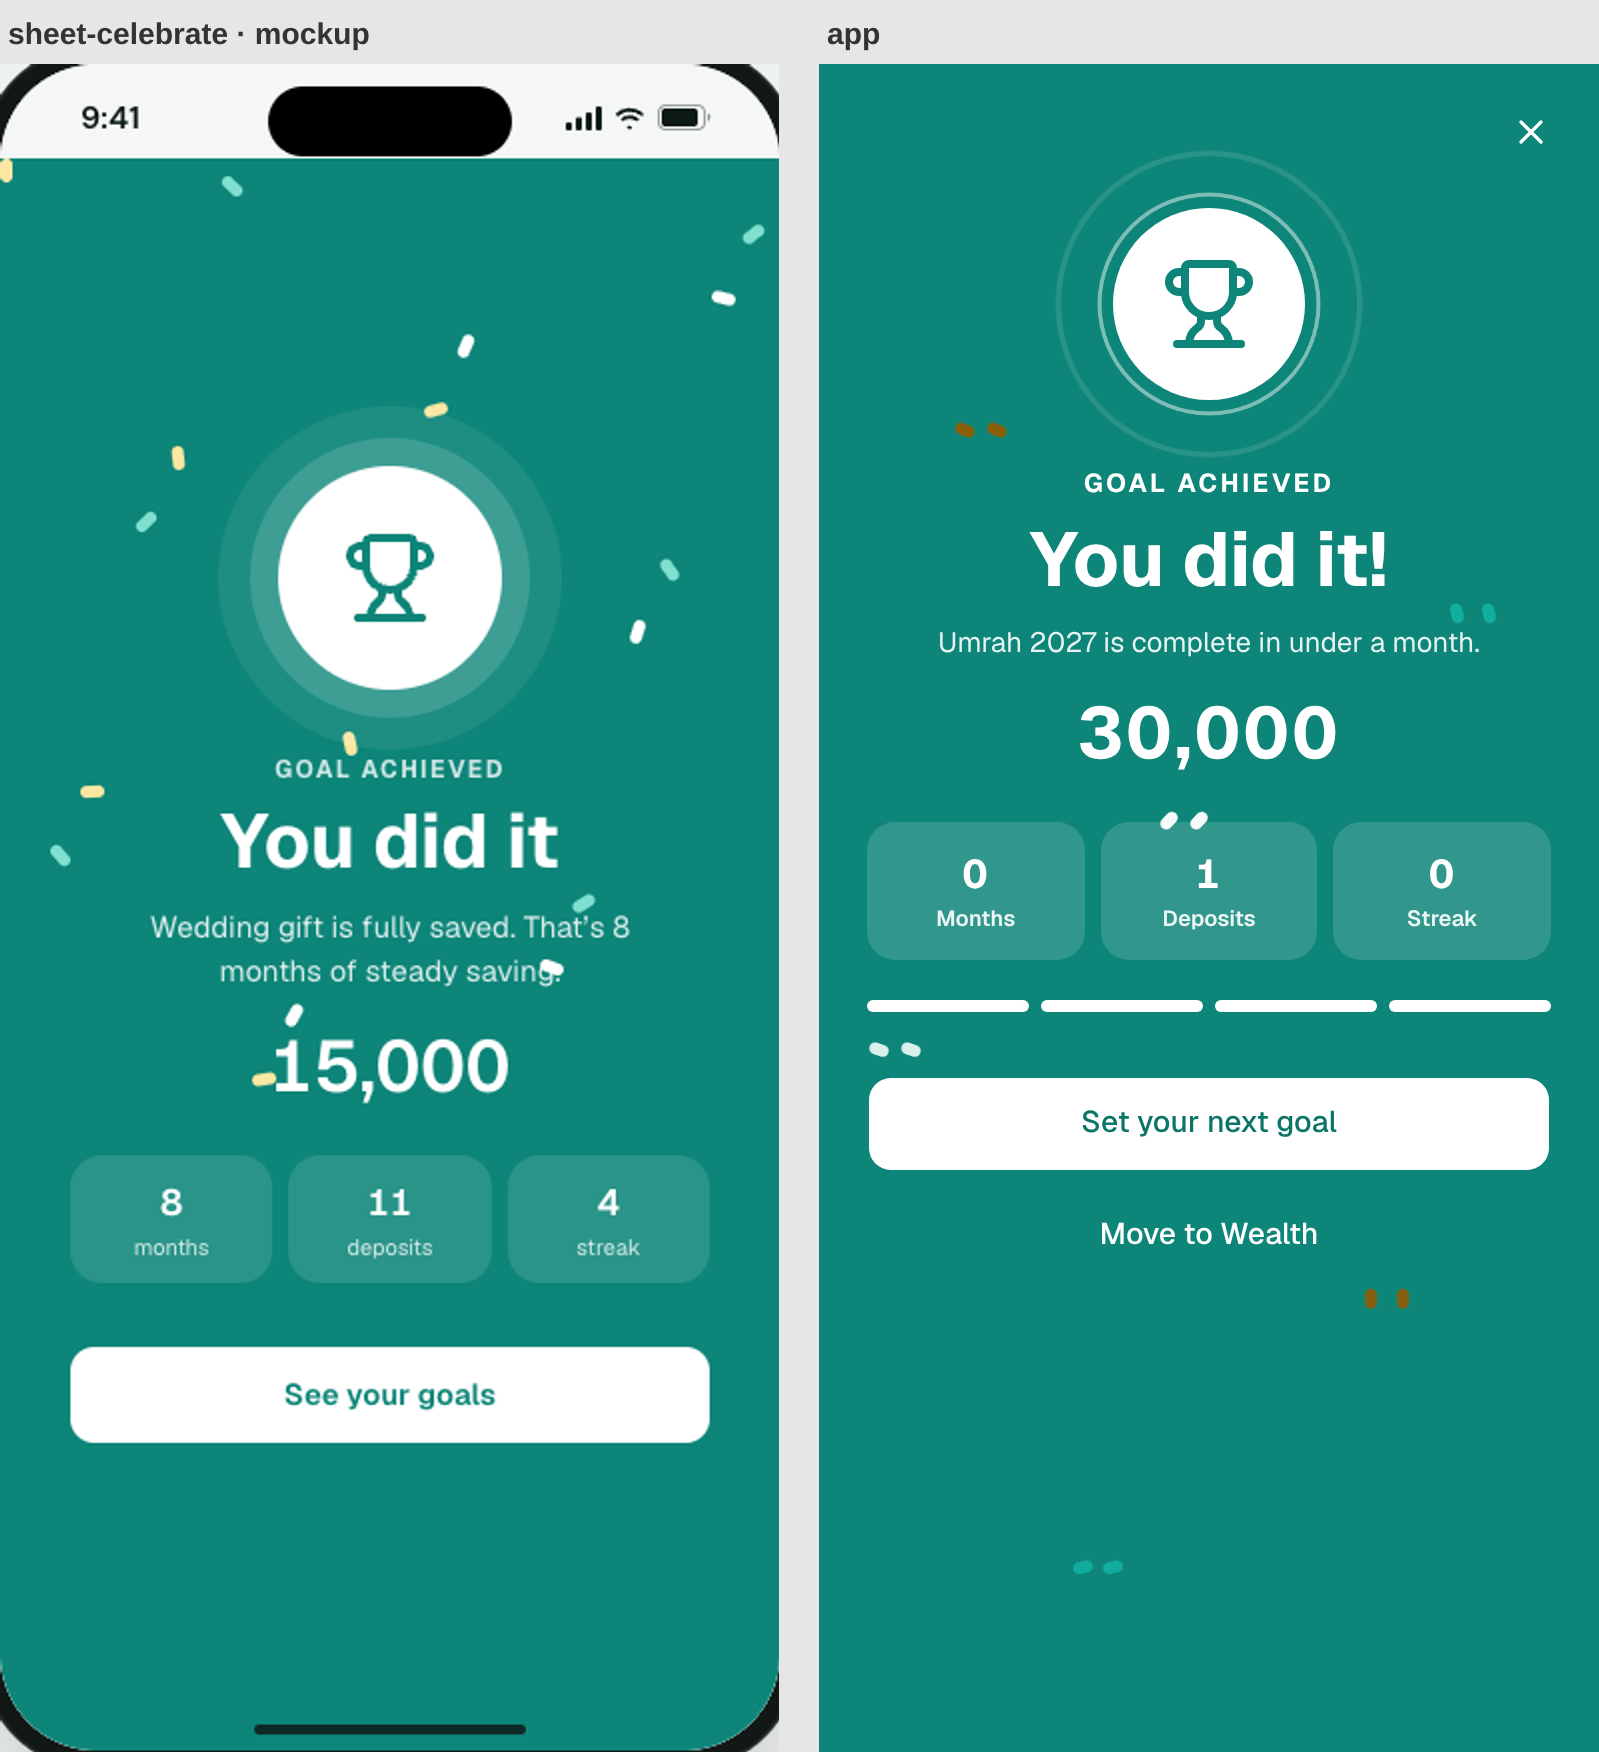 sheet-celebrate · mockup
9:41
GOAL ACHIEVED
You did it
Wedding gift is fully saved. That's 8
months of steady saving.
15,000
8
months
11
deposits
4
streak
See your goals
app
GOAL ACHIEVED
You did it!
Umrah 2027 is complete in under a month.
30,000
0
Months
1
Deposits
0
Streak
Set your next goal
Move to Wealth